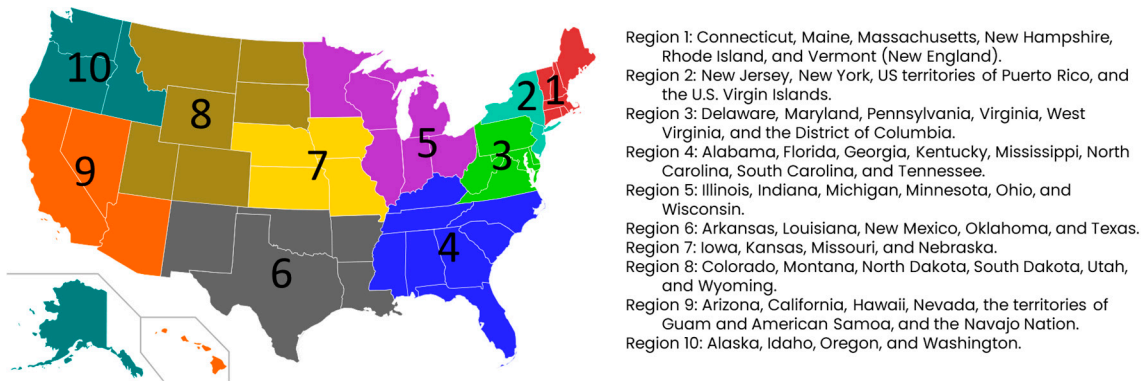 10
8
9
7
6
5
4
3
2
1
Region 1: Connecticut, Maine, Massachusetts, New Hampshire,
Rhode Island, and Vermont (New England).
Region 2: New Jersey, New York, US territories of Puerto Rico, and
the U.S. Virgin Islands.
Region 3: Delaware, Maryland, Pennsylvania, Virginia, West
Virginia, and the District of Columbia.
Region 4: Alabama, Florida, Georgia, Kentucky, Mississippi, North
Carolina, South Carolina, and Tennessee.
Region 5: Illinois, Indiana, Michigan, Minnesota, Ohio, and
Wisconsin.
Region 6: Arkansas, Louisiana, New Mexico, Oklahoma, and Texas.
Region 7: Iowa, Kansas, Missouri, and Nebraska.
Region 8: Colorado, Montana, North Dakota, South Dakota, Utah,
and Wyoming.
Region 9: Arizona, California, Hawaii, Nevada, the territories of
Guam and American Samoa, and the Navajo Nation.
Region 10: Alaska, Idaho, Oregon, and Washington.